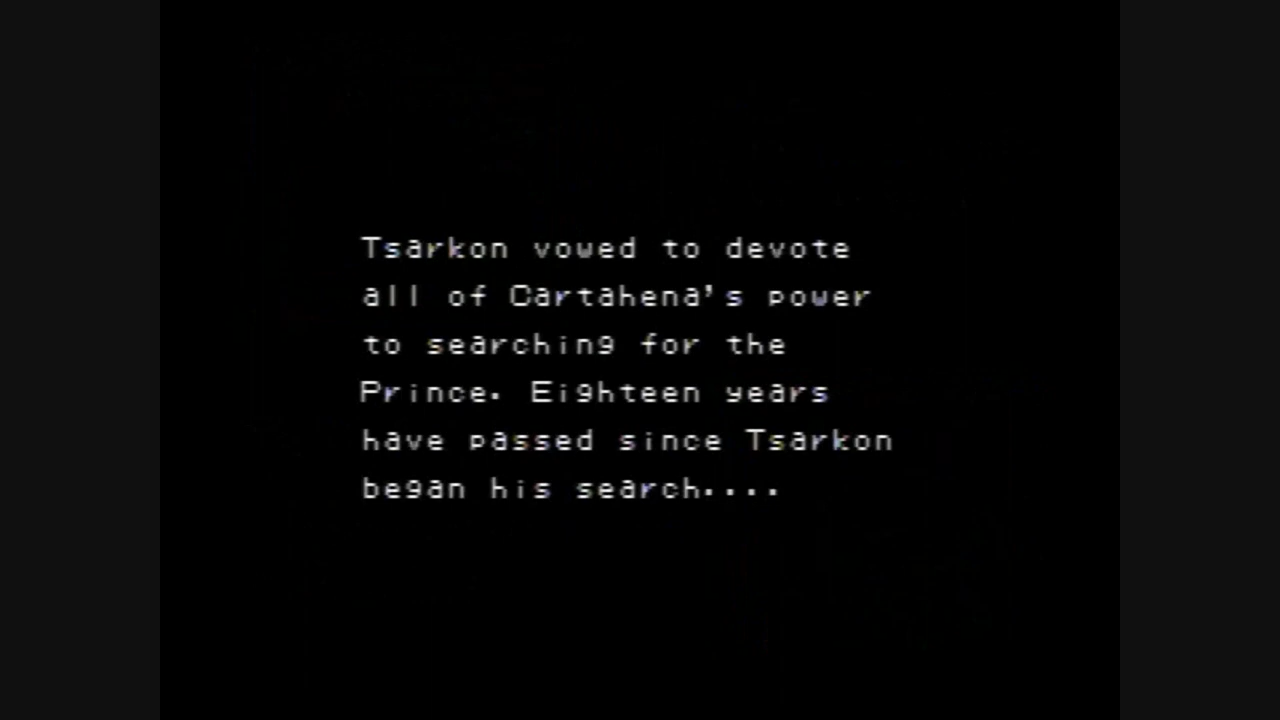 Tsarkon vowed to devote
all of Cartahena's power
to searching for the
Prince. Eighteen years
have passed since Tsarkon
began his search....